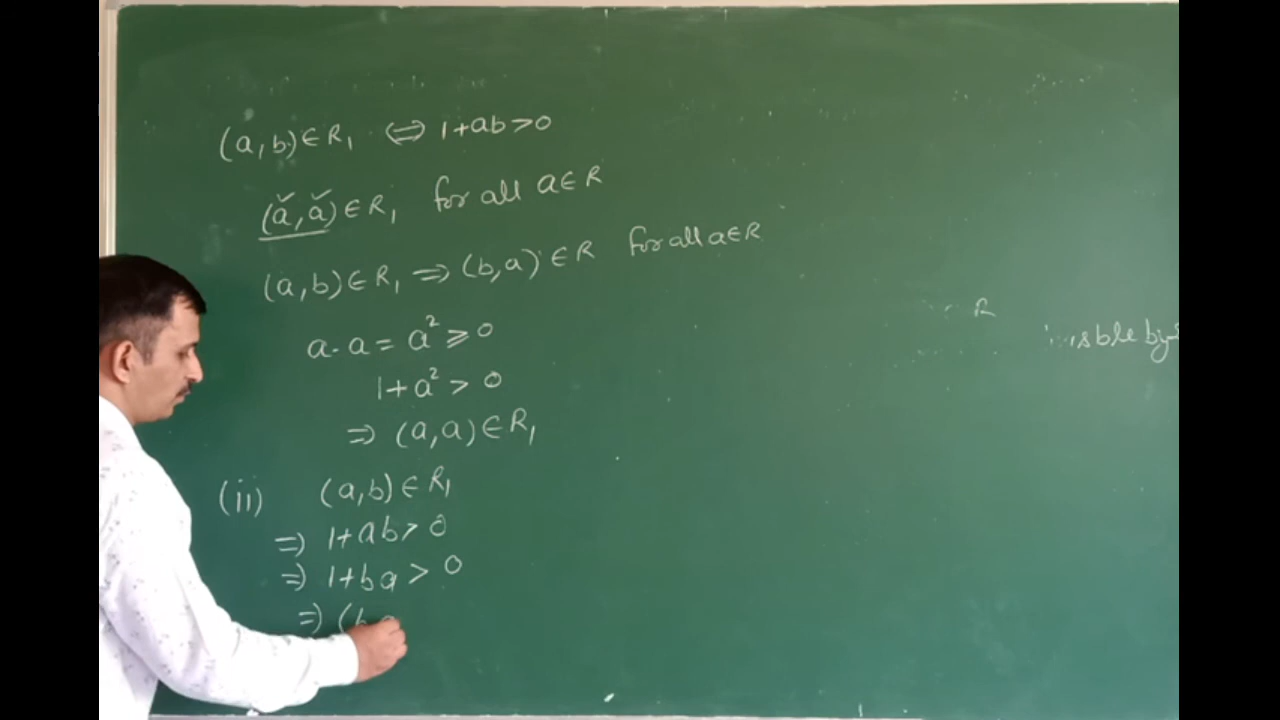 (a,b)∈R₁ ⇔ 1+ab>0
(a,a)∈R₁ for all a∈R
(a,b)∈R₁ ⇒ (b,a)∈R for all a∈R
a.a = a² ≥ 0
1+a² > 0
⇒ (a,a)∈R₁
(ii) (a,b)∈R₁
⇒ 1+ab>0
⇒ 1+ba > 0
⇒ (b
R